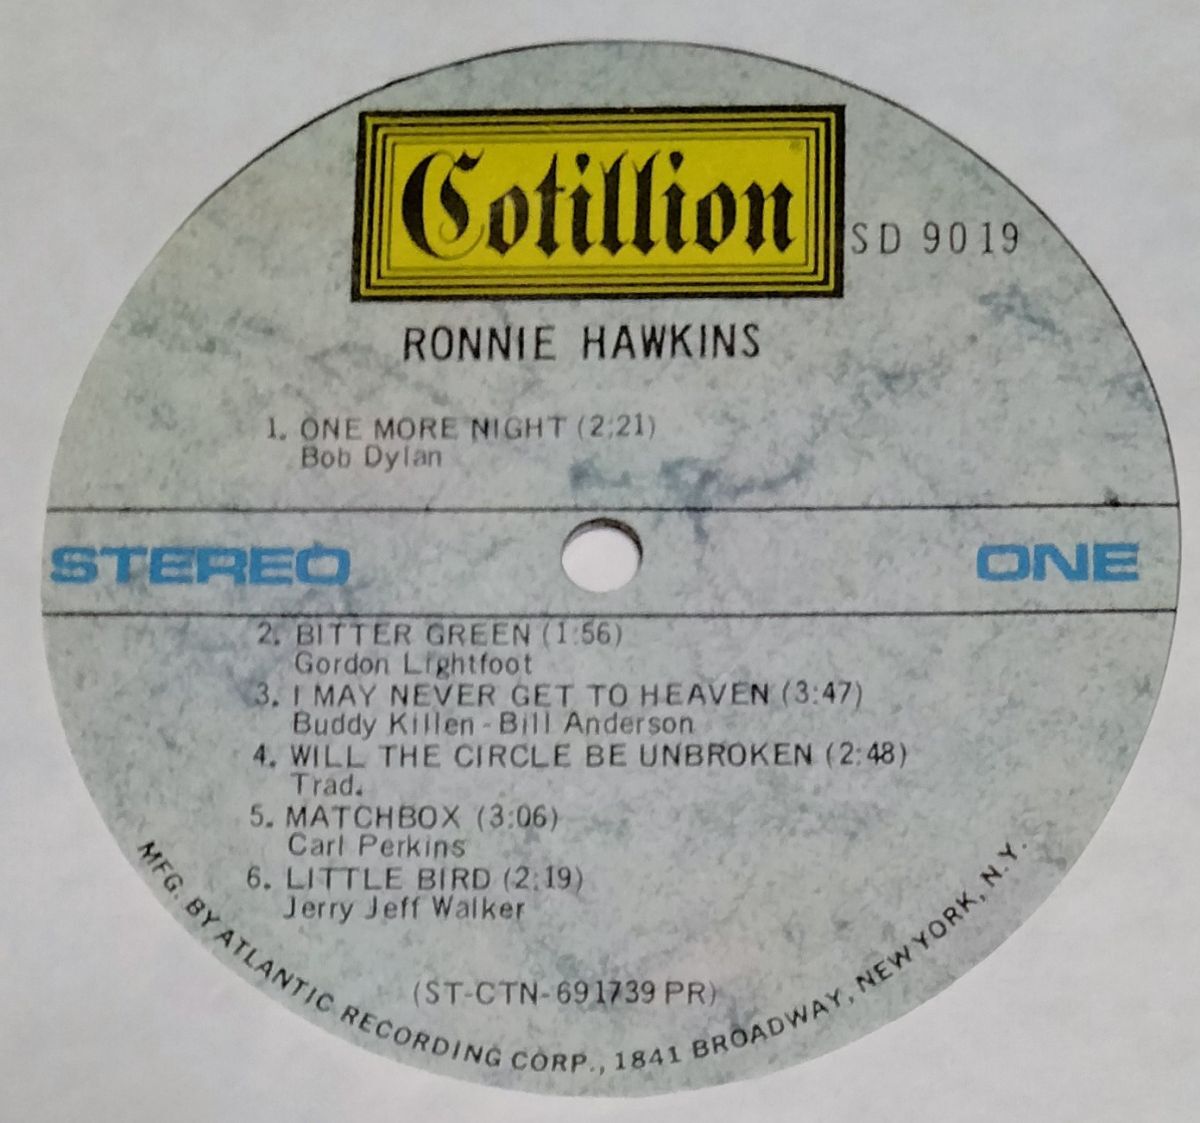 Cotillion
SD 9019
RONNIE HAWKINS
1. ONE MORE NIGHT (2:21)
Bob Dylan
STEREO
ONE
2. BITTER GREEN (1:56)
Gordon Lightfoot
3. I MAY NEVER GET TO HEAVEN (3:47)
Buddy Killen - Bill Anderson
4. WILL THE CIRCLE BE UNBROKEN (2:48)
Trad.
5. MATCHBOX (3:06)
Carl Perkins
6. LITTLE BIRD (2:19)
Jerry Jeff Walker
(ST-CTN-691739 PR)
MFG. BY ATLANTIC RECORDING CORP., 1841 BROADWAY, NEW YORK, N.Y.